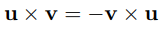 u × v = −v × u